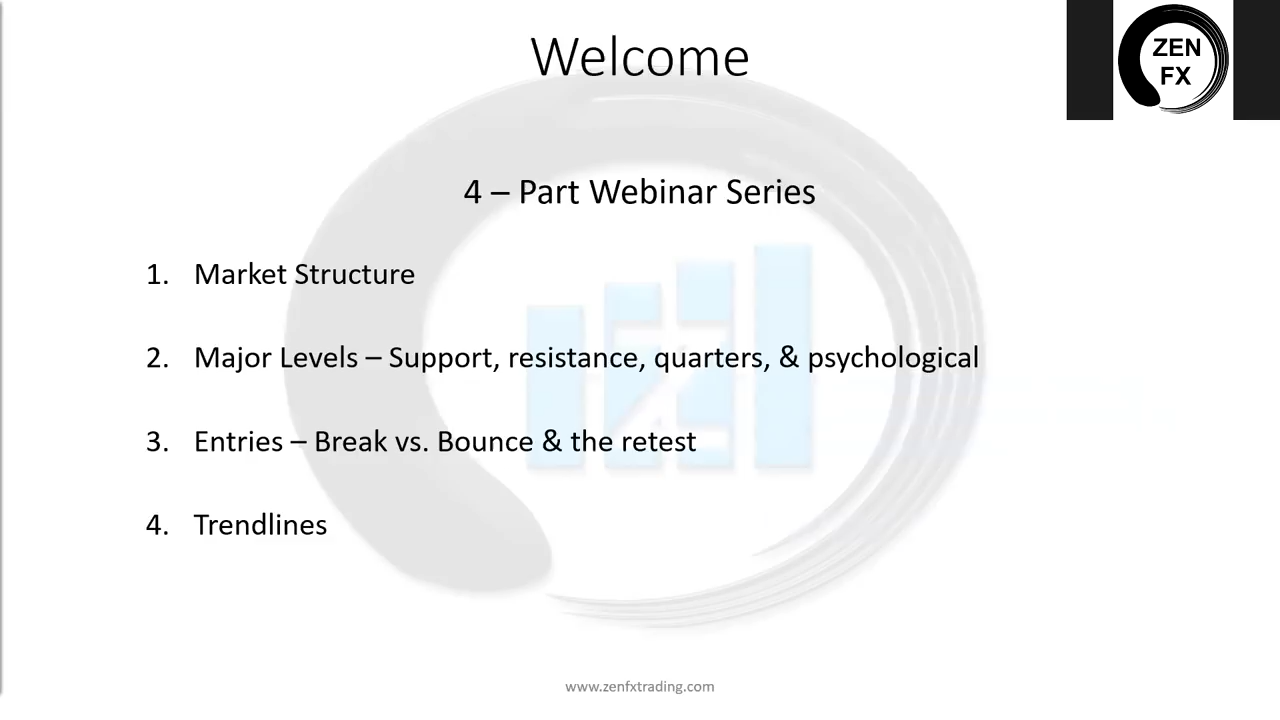 Welcome
ZEN
FX
4 – Part Webinar Series
1. Market Structure
2. Major Levels – Support, resistance, quarters, & psychological
3. Entries – Break vs. Bounce & the retest
4. Trendlines
www.zenfxtrading.com